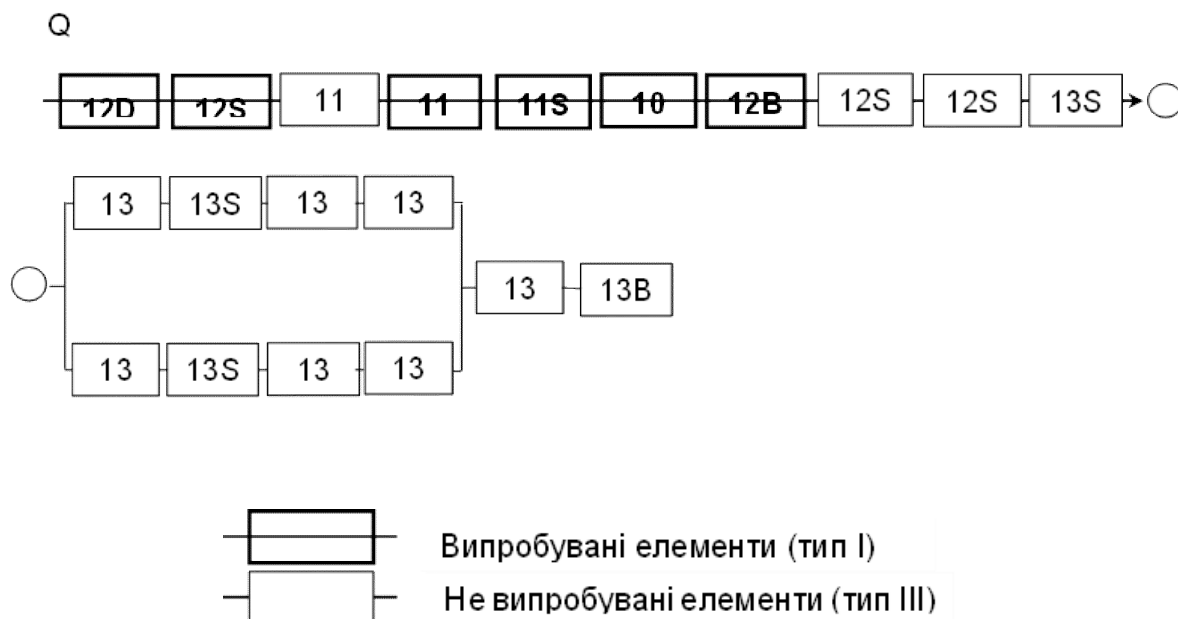 Q
12D 12S 11 11 11S 10 12B 12S 12S 13S
13 13S 13 13
13 13B
13 13S 13 13
Випробувані елементи (тип I)
Не випробувані елементи (тип III)